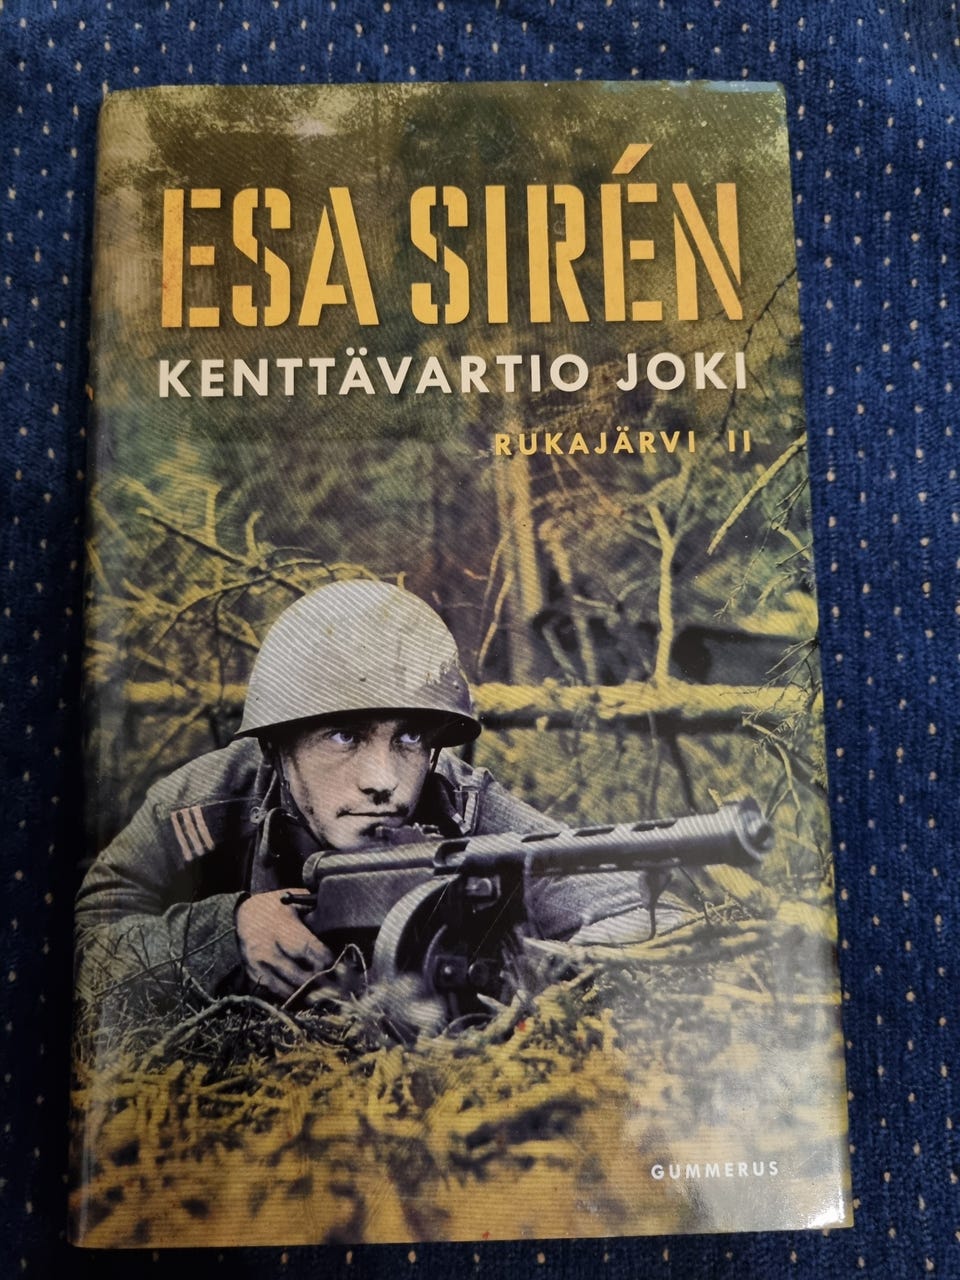 ESA SIRÉN
KENTTÄVARTIO JOKI
RUKAJÄRVI II
GUMMERUS